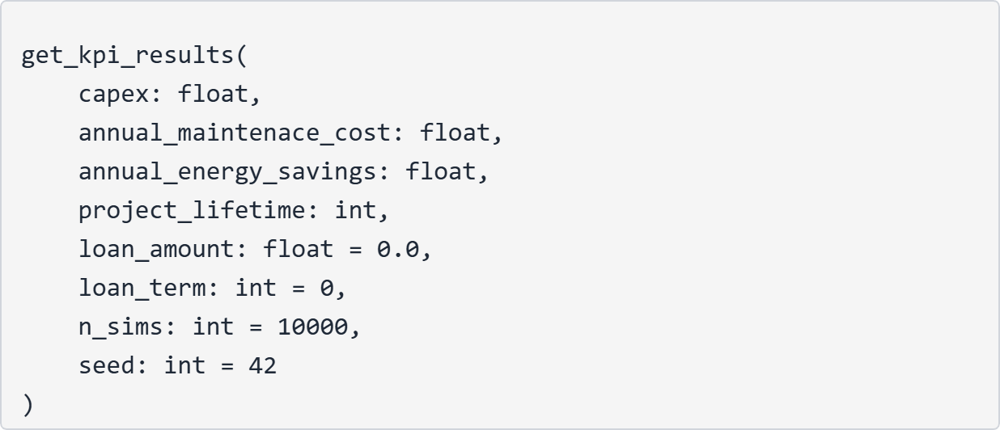 get_kpi_results(
    capex: float,
    annual_maintenace_cost: float,
    annual_energy_savings: float,
    project_lifetime: int,
    loan_amount: float = 0.0,
    loan_term: int = 0,
    n_sims: int = 10000,
    seed: int = 42
)